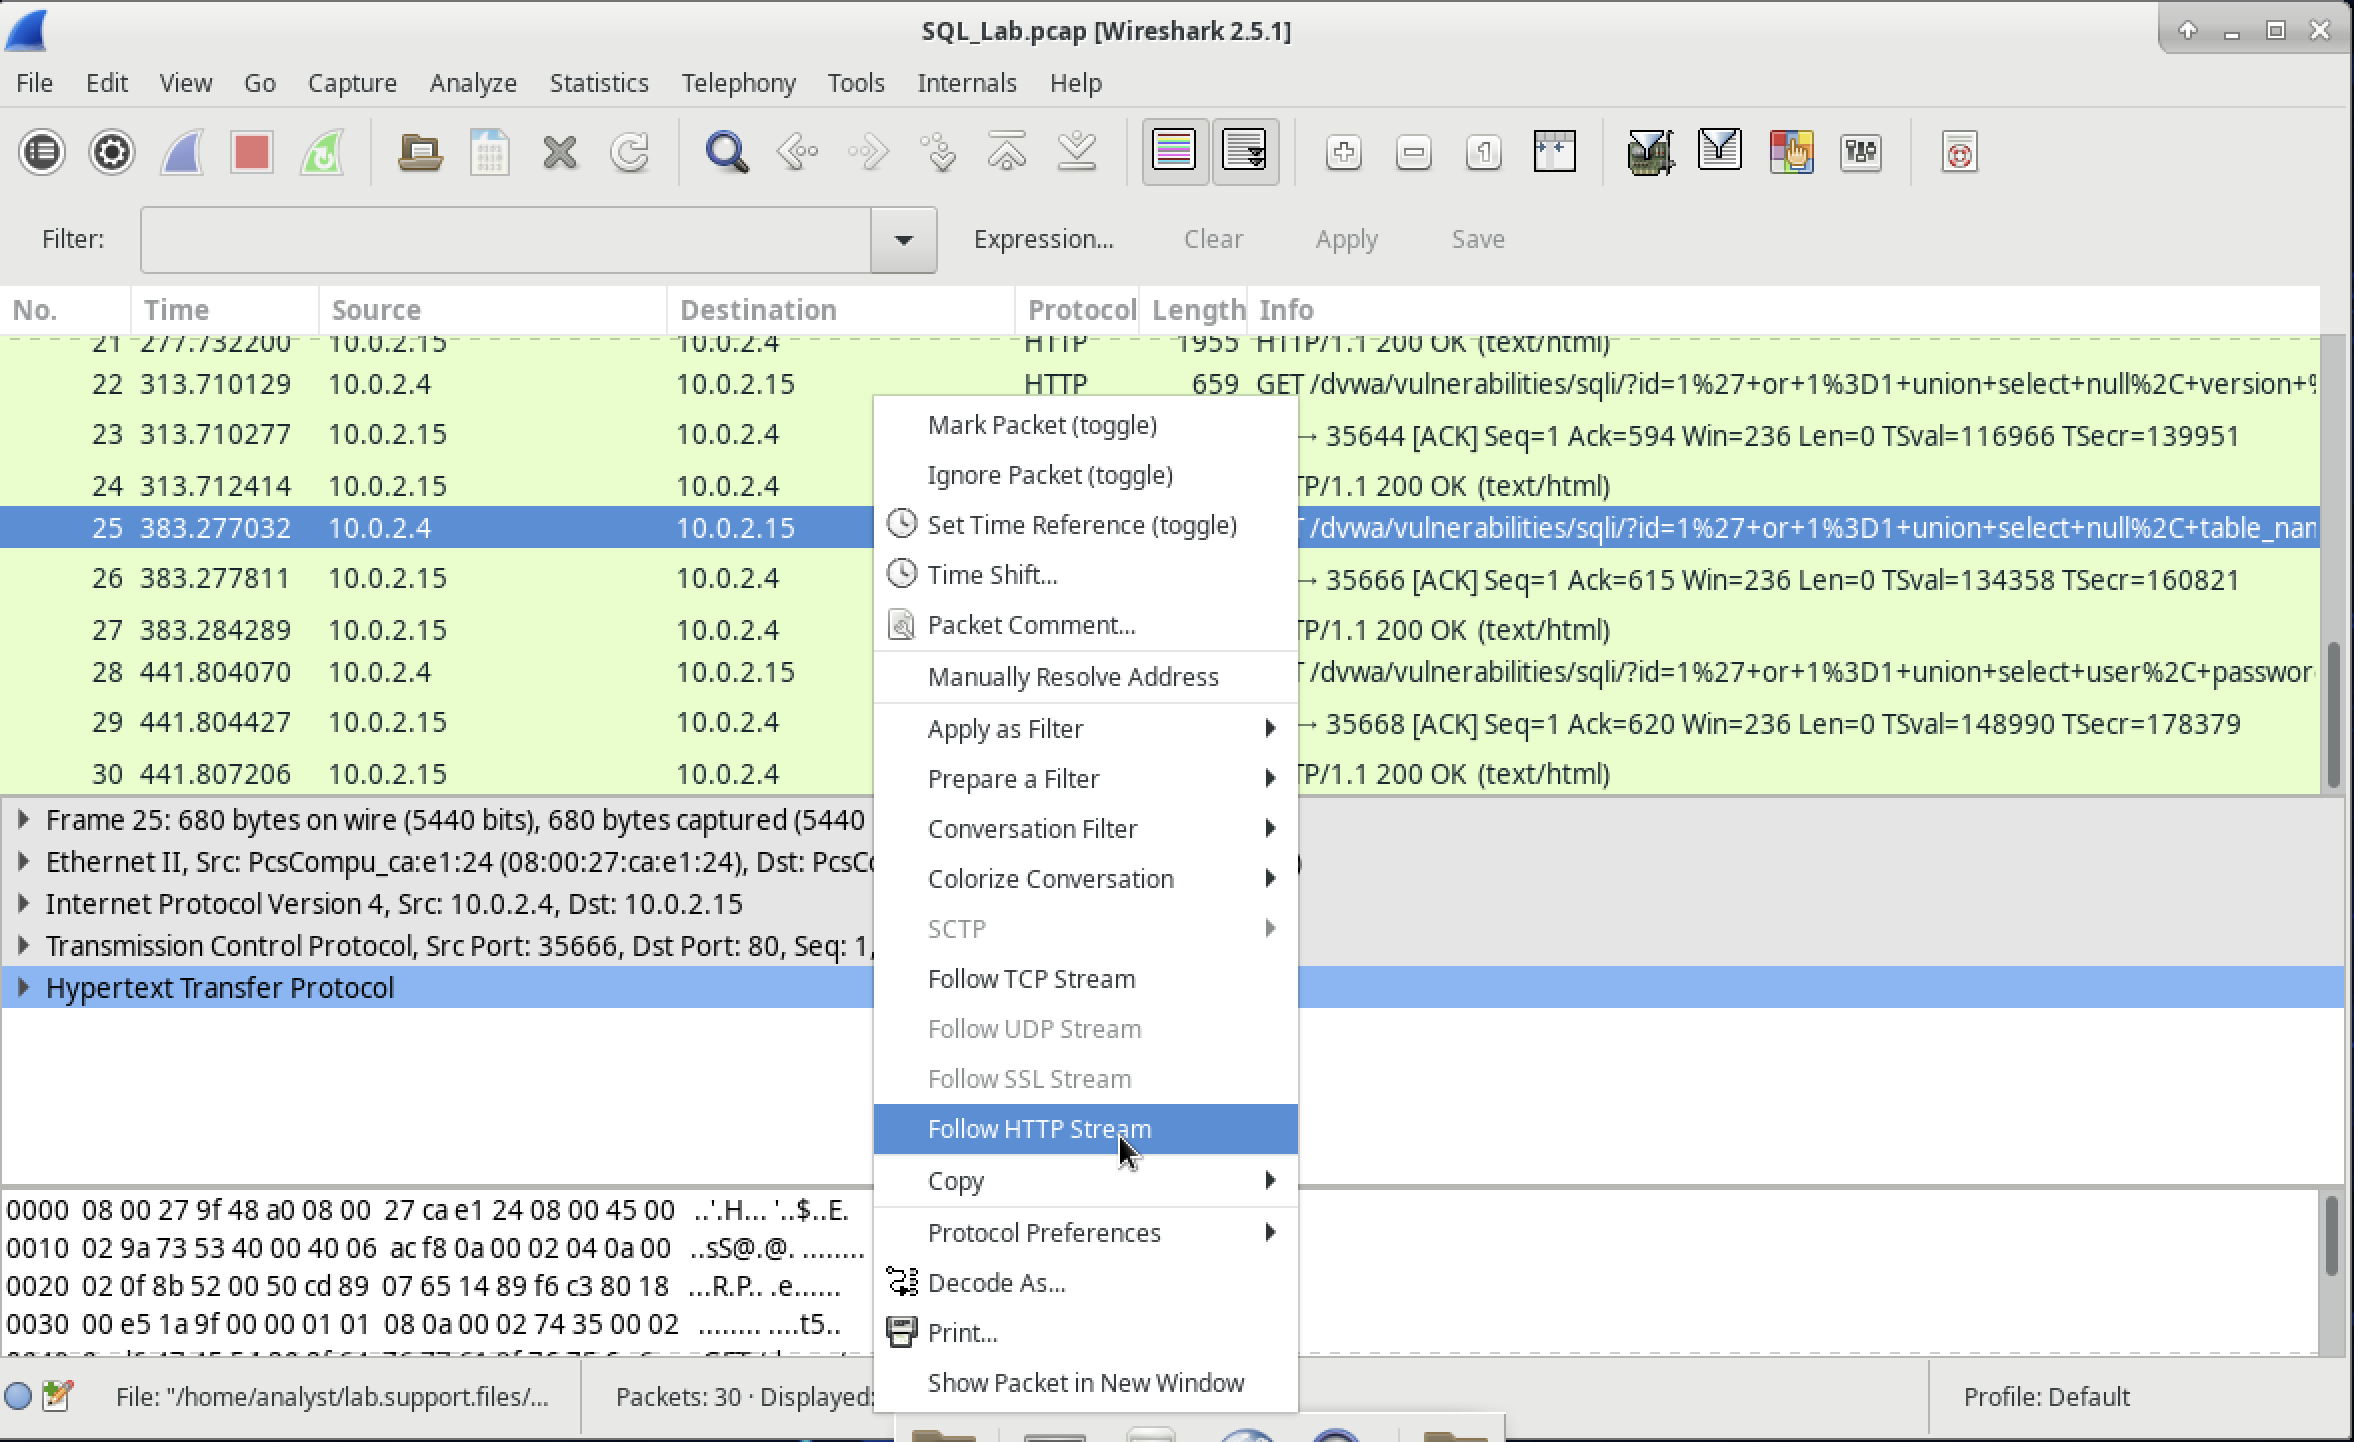 SQL_Lab.pcap [Wireshark 2.5.1]
File Edit View Go Capture Analyze Statistics Telephony Tools Internals Help
Filter: Expression... Clear Apply Save
No. Time Source Destination Protocol Length Info
21 277.732200 10.0.2.15 10.0.2.4 HTTP 1955 HTTP/1.1 200 OK (text/html)
22 313.710129 10.0.2.4 10.0.2.15 HTTP 659 GET /dvwa/vulnerabilities/sqli/?id=1%27+or+1%3D1+union+select+null%2C+version+%
23 313.710277 10.0.2.15 10.0.2.4 → 35644 [ACK] Seq=1 Ack=594 Win=236 Len=0 TSval=116966 TSecr=139951
24 313.712414 10.0.2.15 10.0.2.4 TP/1.1 200 OK (text/html)
25 383.277032 10.0.2.4 10.0.2.15 T /dvwa/vulnerabilities/sqli/?id=1%27+or+1%3D1+union+select+null%2C+table_nam
26 383.277811 10.0.2.15 10.0.2.4 → 35666 [ACK] Seq=1 Ack=615 Win=236 Len=0 TSval=134358 TSecr=160821
27 383.284289 10.0.2.15 10.0.2.4 TP/1.1 200 OK (text/html)
28 441.804070 10.0.2.4 10.0.2.15 T /dvwa/vulnerabilities/sqli/?id=1%27+or+1%3D1+union+select+user%2C+passwor
29 441.804427 10.0.2.15 10.0.2.4 → 35668 [ACK] Seq=1 Ack=620 Win=236 Len=0 TSval=148990 TSecr=178379
30 441.807206 10.0.2.15 10.0.2.4 TP/1.1 200 OK (text/html)
Mark Packet (toggle)
Ignore Packet (toggle)
Set Time Reference (toggle)
Time Shift...
Packet Comment...
Manually Resolve Address
Apply as Filter
Prepare a Filter
Conversation Filter
Colorize Conversation
SCTP
Follow TCP Stream
Follow UDP Stream
Follow SSL Stream
Follow HTTP Stream
Copy
Protocol Preferences
Decode As...
Print...
Show Packet in New Window
Frame 25: 680 bytes on wire (5440 bits), 680 bytes captured (5440
Ethernet II, Src: PcsCompu_ca:e1:24 (08:00:27:ca:e1:24), Dst: PcsCo )
Internet Protocol Version 4, Src: 10.0.2.4, Dst: 10.0.2.15
Transmission Control Protocol, Src Port: 35666, Dst Port: 80, Seq: 1,
Hypertext Transfer Protocol
0000 08 00 27 9f 48 a0 08 00 27 ca e1 24 08 00 45 00 ..'.H... '..$..E.
0010 02 9a 73 53 40 00 40 06 ac f8 0a 00 02 04 0a 00 ..sS@.@. ........
0020 02 0f 8b 52 00 50 cd 89 07 65 14 89 f6 c3 80 18 ...R.P.. .e......
0030 00 e5 1a 9f 00 00 01 01 08 0a 00 02 74 35 00 02 ........ ....t5..
File: "/home/analyst/lab.support.files/... Packets: 30 · Displayed: Profile: Default